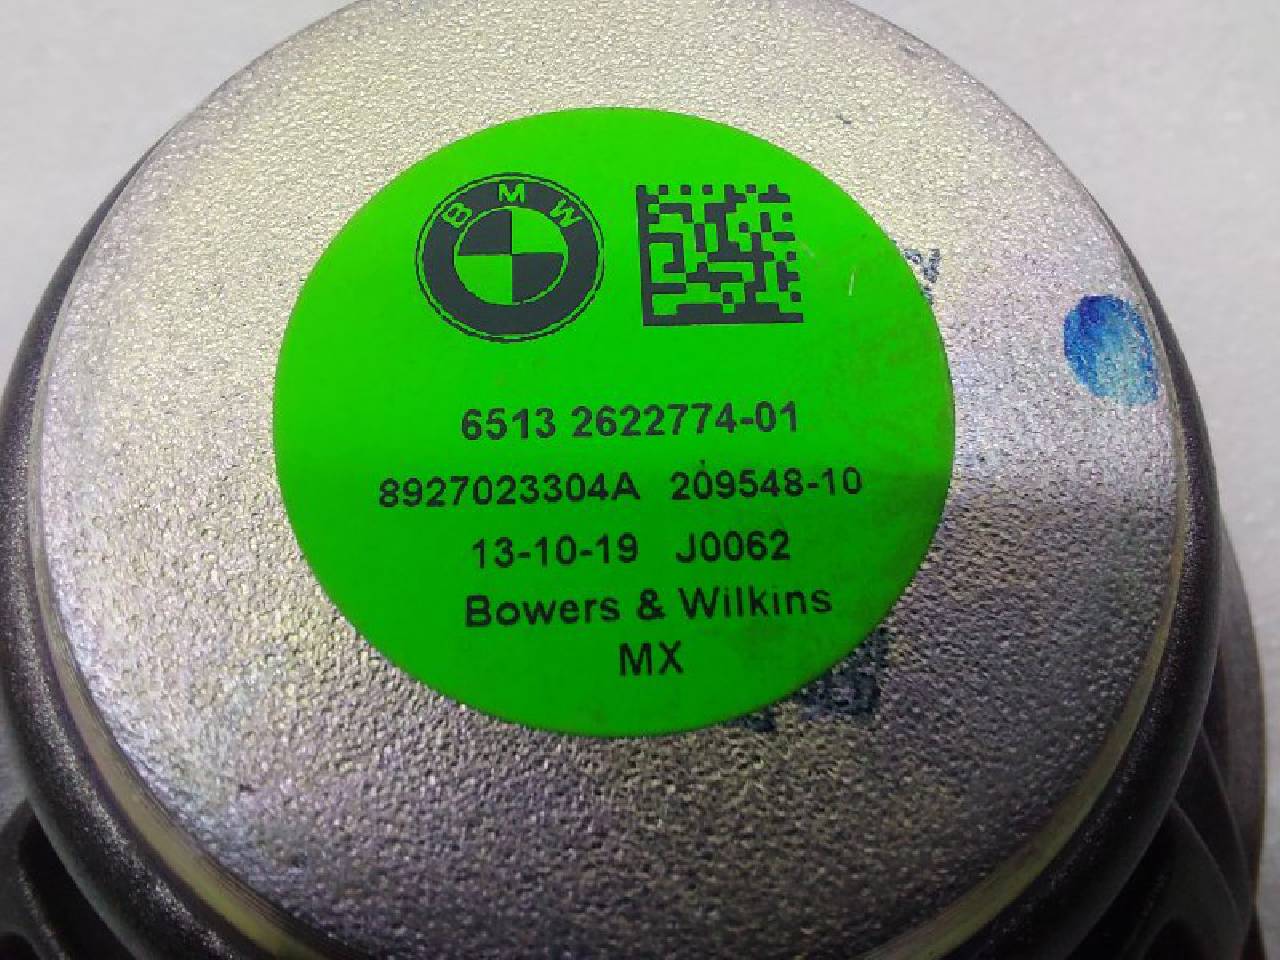 BMW
6513 2622774-01
8927023304A 209548-10
13-10-19 J0062
Bowers & Wilkins
MX